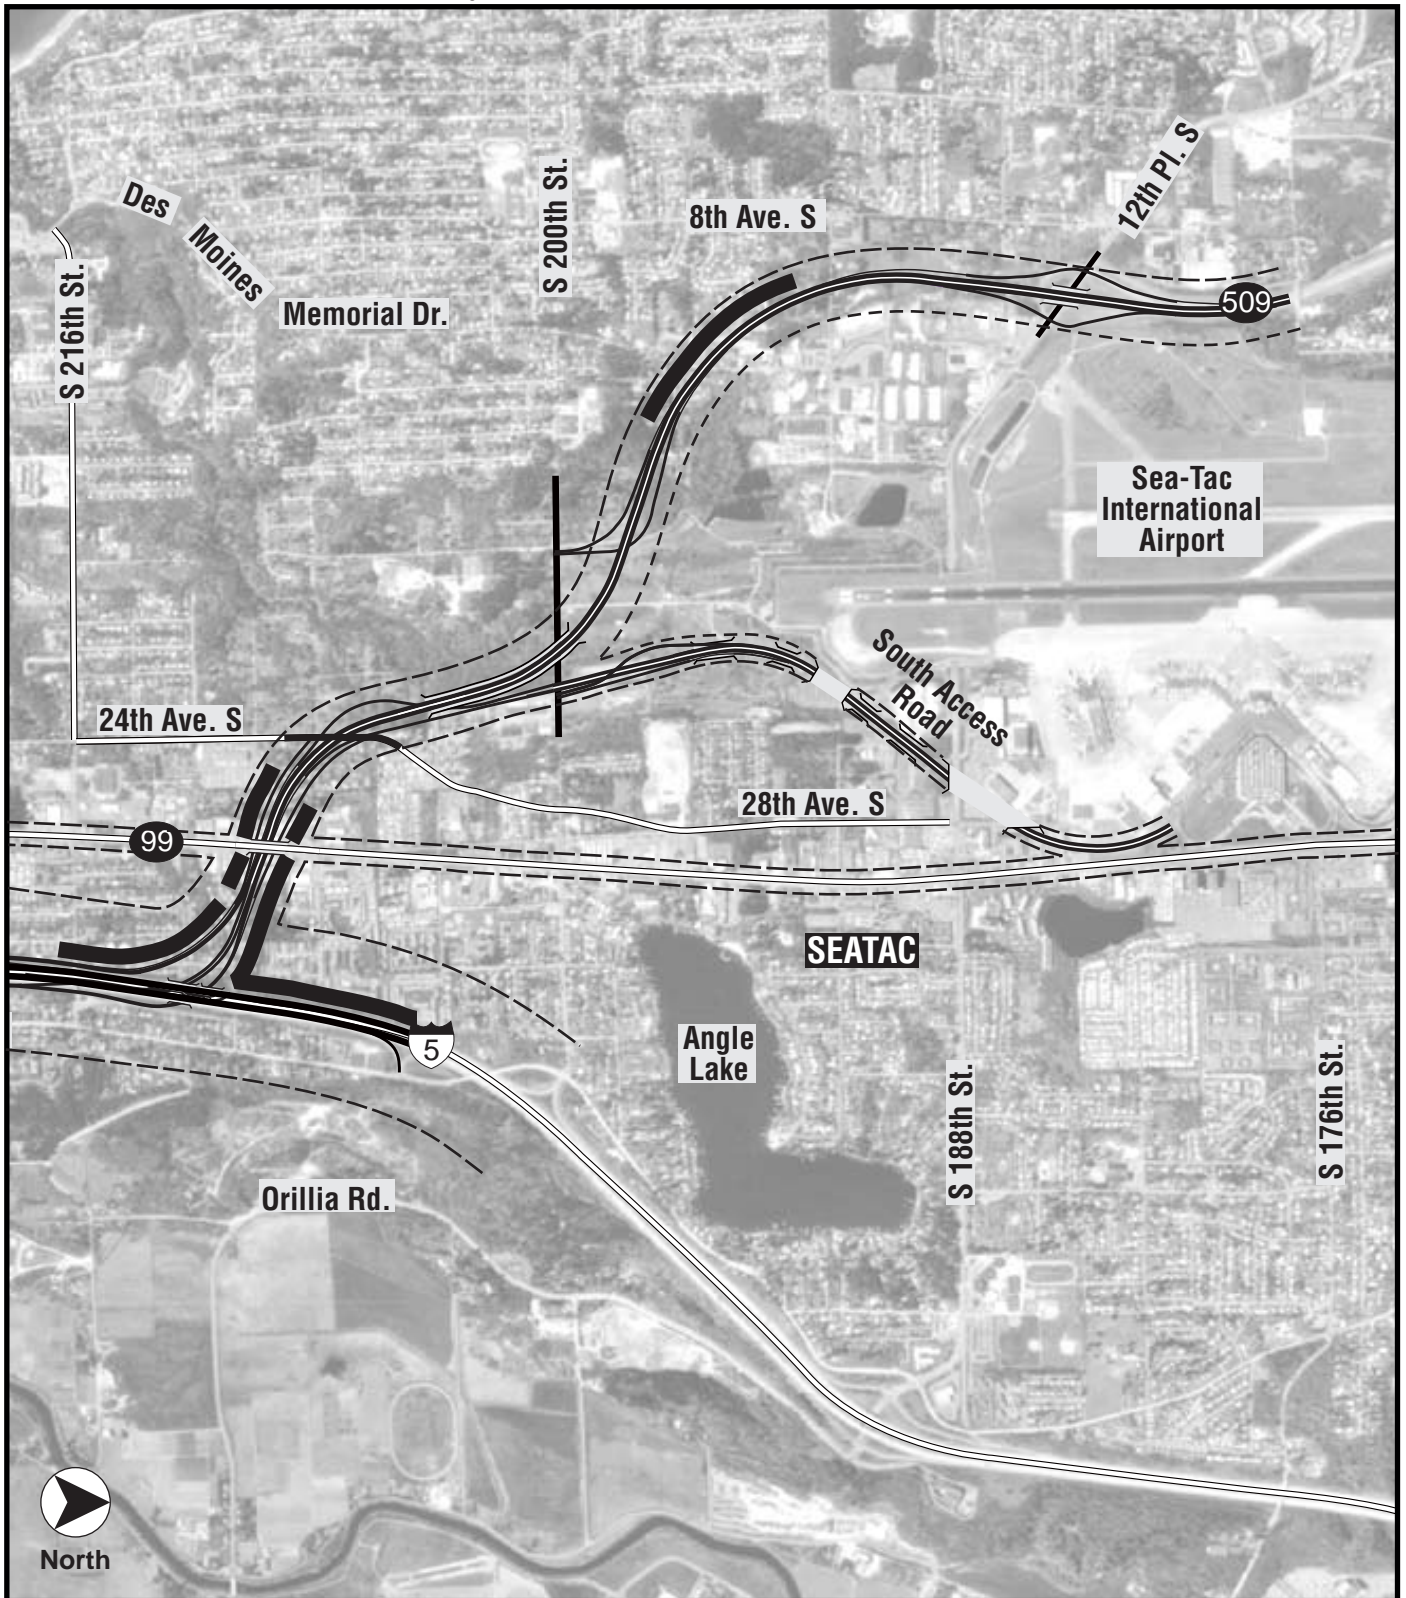 12th Pl. S
Des
Moines
Memorial Dr.
S 200th St.
8th Ave. S
S 216th St.
509
Sea-Tac
International
Airport
South Access
Road
24th Ave. S
28th Ave. S
99
SEATAC
5
Angle
Lake
S 188th St.
S 176th St.
Orillia Rd.
North